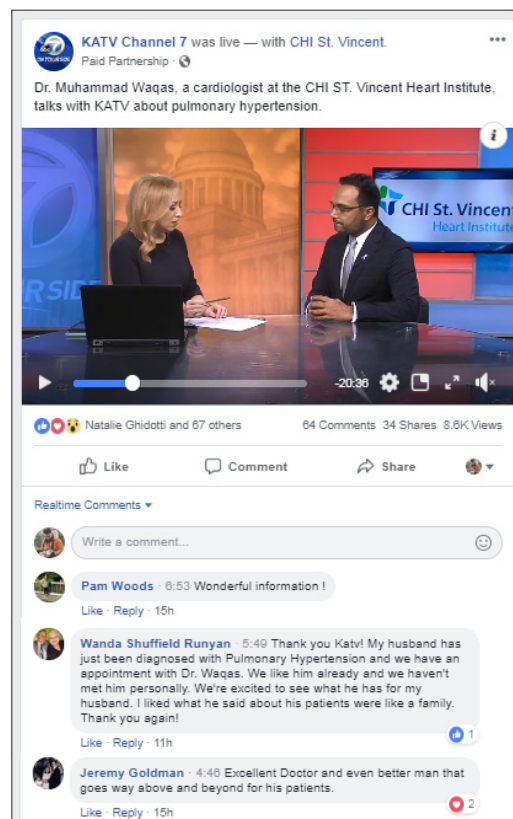 KATV Channel 7 was live — with CHI St. Vincent.
Paid Partnership ·
Dr. Muhammad Waqas, a cardiologist at the CHI ST. Vincent Heart Institute,
talks with KATV about pulmonary hypertension.
i
7
CHI St. Vincent
Heart Institute
R SIDE
-20:36
Natalie Ghidotti and 67 others 64 Comments 34 Shares 8.6K Views
Like Comment Share
Realtime Comments
Write a comment...
Pam Woods · 6:53 Wonderful information !
Like · Reply · 15h
Wanda Shuffield Runyan · 5:49 Thank you Katv! My husband has
just been diagnosed with Pulmonary Hypertension and we have an
appointment with Dr. Waqas. We like him already and we haven't
met him personally. We're excited to see what he has for my
husband. I liked what he said about his patients were like a family.
Thank you again!
1
Like · Reply · 11h
Jeremy Goldman · 4:46 Excellent Doctor and even better man that
goes way above and beyond for his patients.
2
Like · Reply · 15h